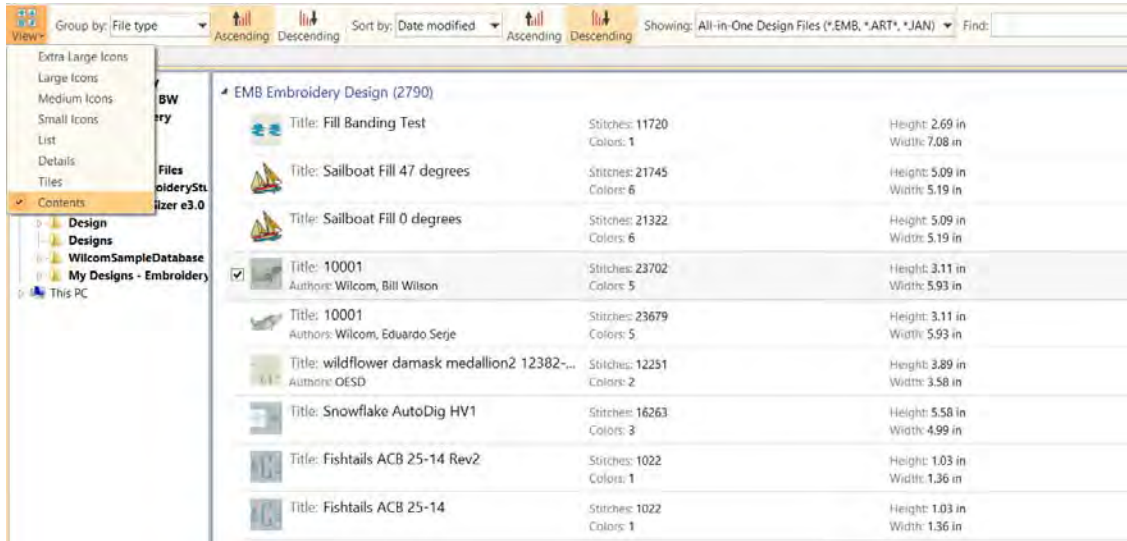 View
Group by: File type
Ascending
Descending
Sort by: Date modified
Ascending
Descending
Showing: All-in-One Design Files (*.EMB, *.ART*, *.JAN)
Find:
Extra Large Icons
Large Icons
Medium Icons
Small Icons
List
Details
Tiles
Contents
BW
ery
Files
oideryStu
izer e3.0
Design
Designs
WilcomSampleDatabase
My Designs - Embroidery
This PC
EMB Embroidery Design (2790)
Title: Fill Banding Test
Stitches: 11720
Colors: 1
Height: 2.69 in
Width: 7.08 in
Title: Sailboat Fill 47 degrees
Stitches: 21745
Colors: 6
Height: 5.09 in
Width: 5.19 in
Title: Sailboat Fill 0 degrees
Stitches: 21322
Colors: 6
Height: 5.09 in
Width: 5.19 in
Title: 10001
Authors: Wilcom, Bill Wilson
Stitches: 23702
Colors: 5
Height: 3.11 in
Width: 5.93 in
Title: 10001
Authors: Wilcom, Eduardo Serje
Stitches: 23679
Colors: 5
Height: 3.11 in
Width: 5.93 in
Title: wildflower damask medallion2 12382-...
Authors: OESD
Stitches: 12251
Colors: 2
Height: 3.89 in
Width: 3.58 in
Title: Snowflake AutoDig HV1
Stitches: 16263
Colors: 3
Height: 5.58 in
Width: 4.99 in
Title: Fishtails ACB 25-14 Rev2
Stitches: 1022
Colors: 1
Height: 1.03 in
Width: 1.36 in
Title: Fishtails ACB 25-14
Stitches: 1022
Colors: 1
Height: 1.03 in
Width: 1.36 in